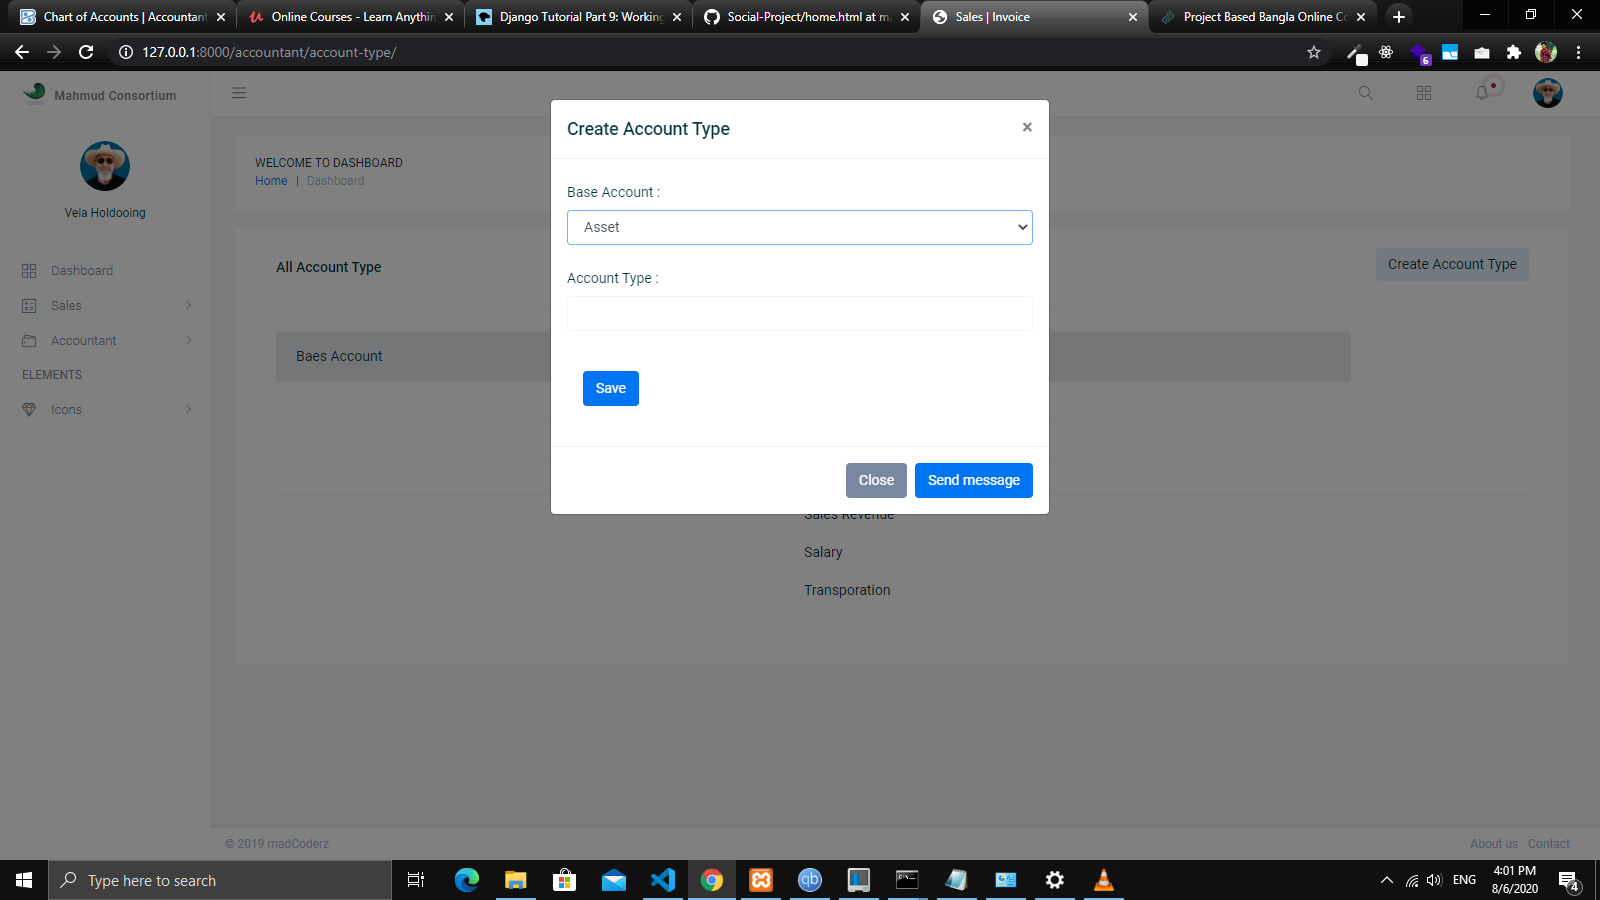 Chart of Accounts | Accountant
Online Courses - Learn Anythin
Django Tutorial Part 9: Working
Social-Project/home.html at ma
Sales | Invoice
Project Based Bangla Online Co
127.0.0.1:8000/accountant/account-type/
6
Mahmud Consortium
Create Account Type
×
WELCOME TO DASHBOARD
Home | Dashboard
Base Account :
Asset
Vela Holdooing
All Account Type
Create Account Type
Dashboard
Account Type :
Sales
Accountant
Baes Account
ELEMENTS
Save
Icons
Close
Send message
Sales Revenue
Salary
Transporation
© 2019 madCoderz
About us
Contact
Type here to search
qb
ENG
4:01 PM
8/6/2020
4